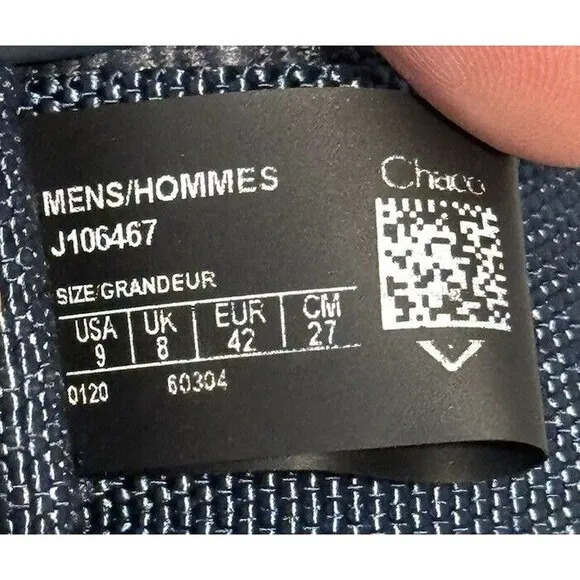 MENS/HOMMES
J106467
Chaco
SIZE/GRANDEUR
USA UK EUR CM
9 8 42 27
0120 60304